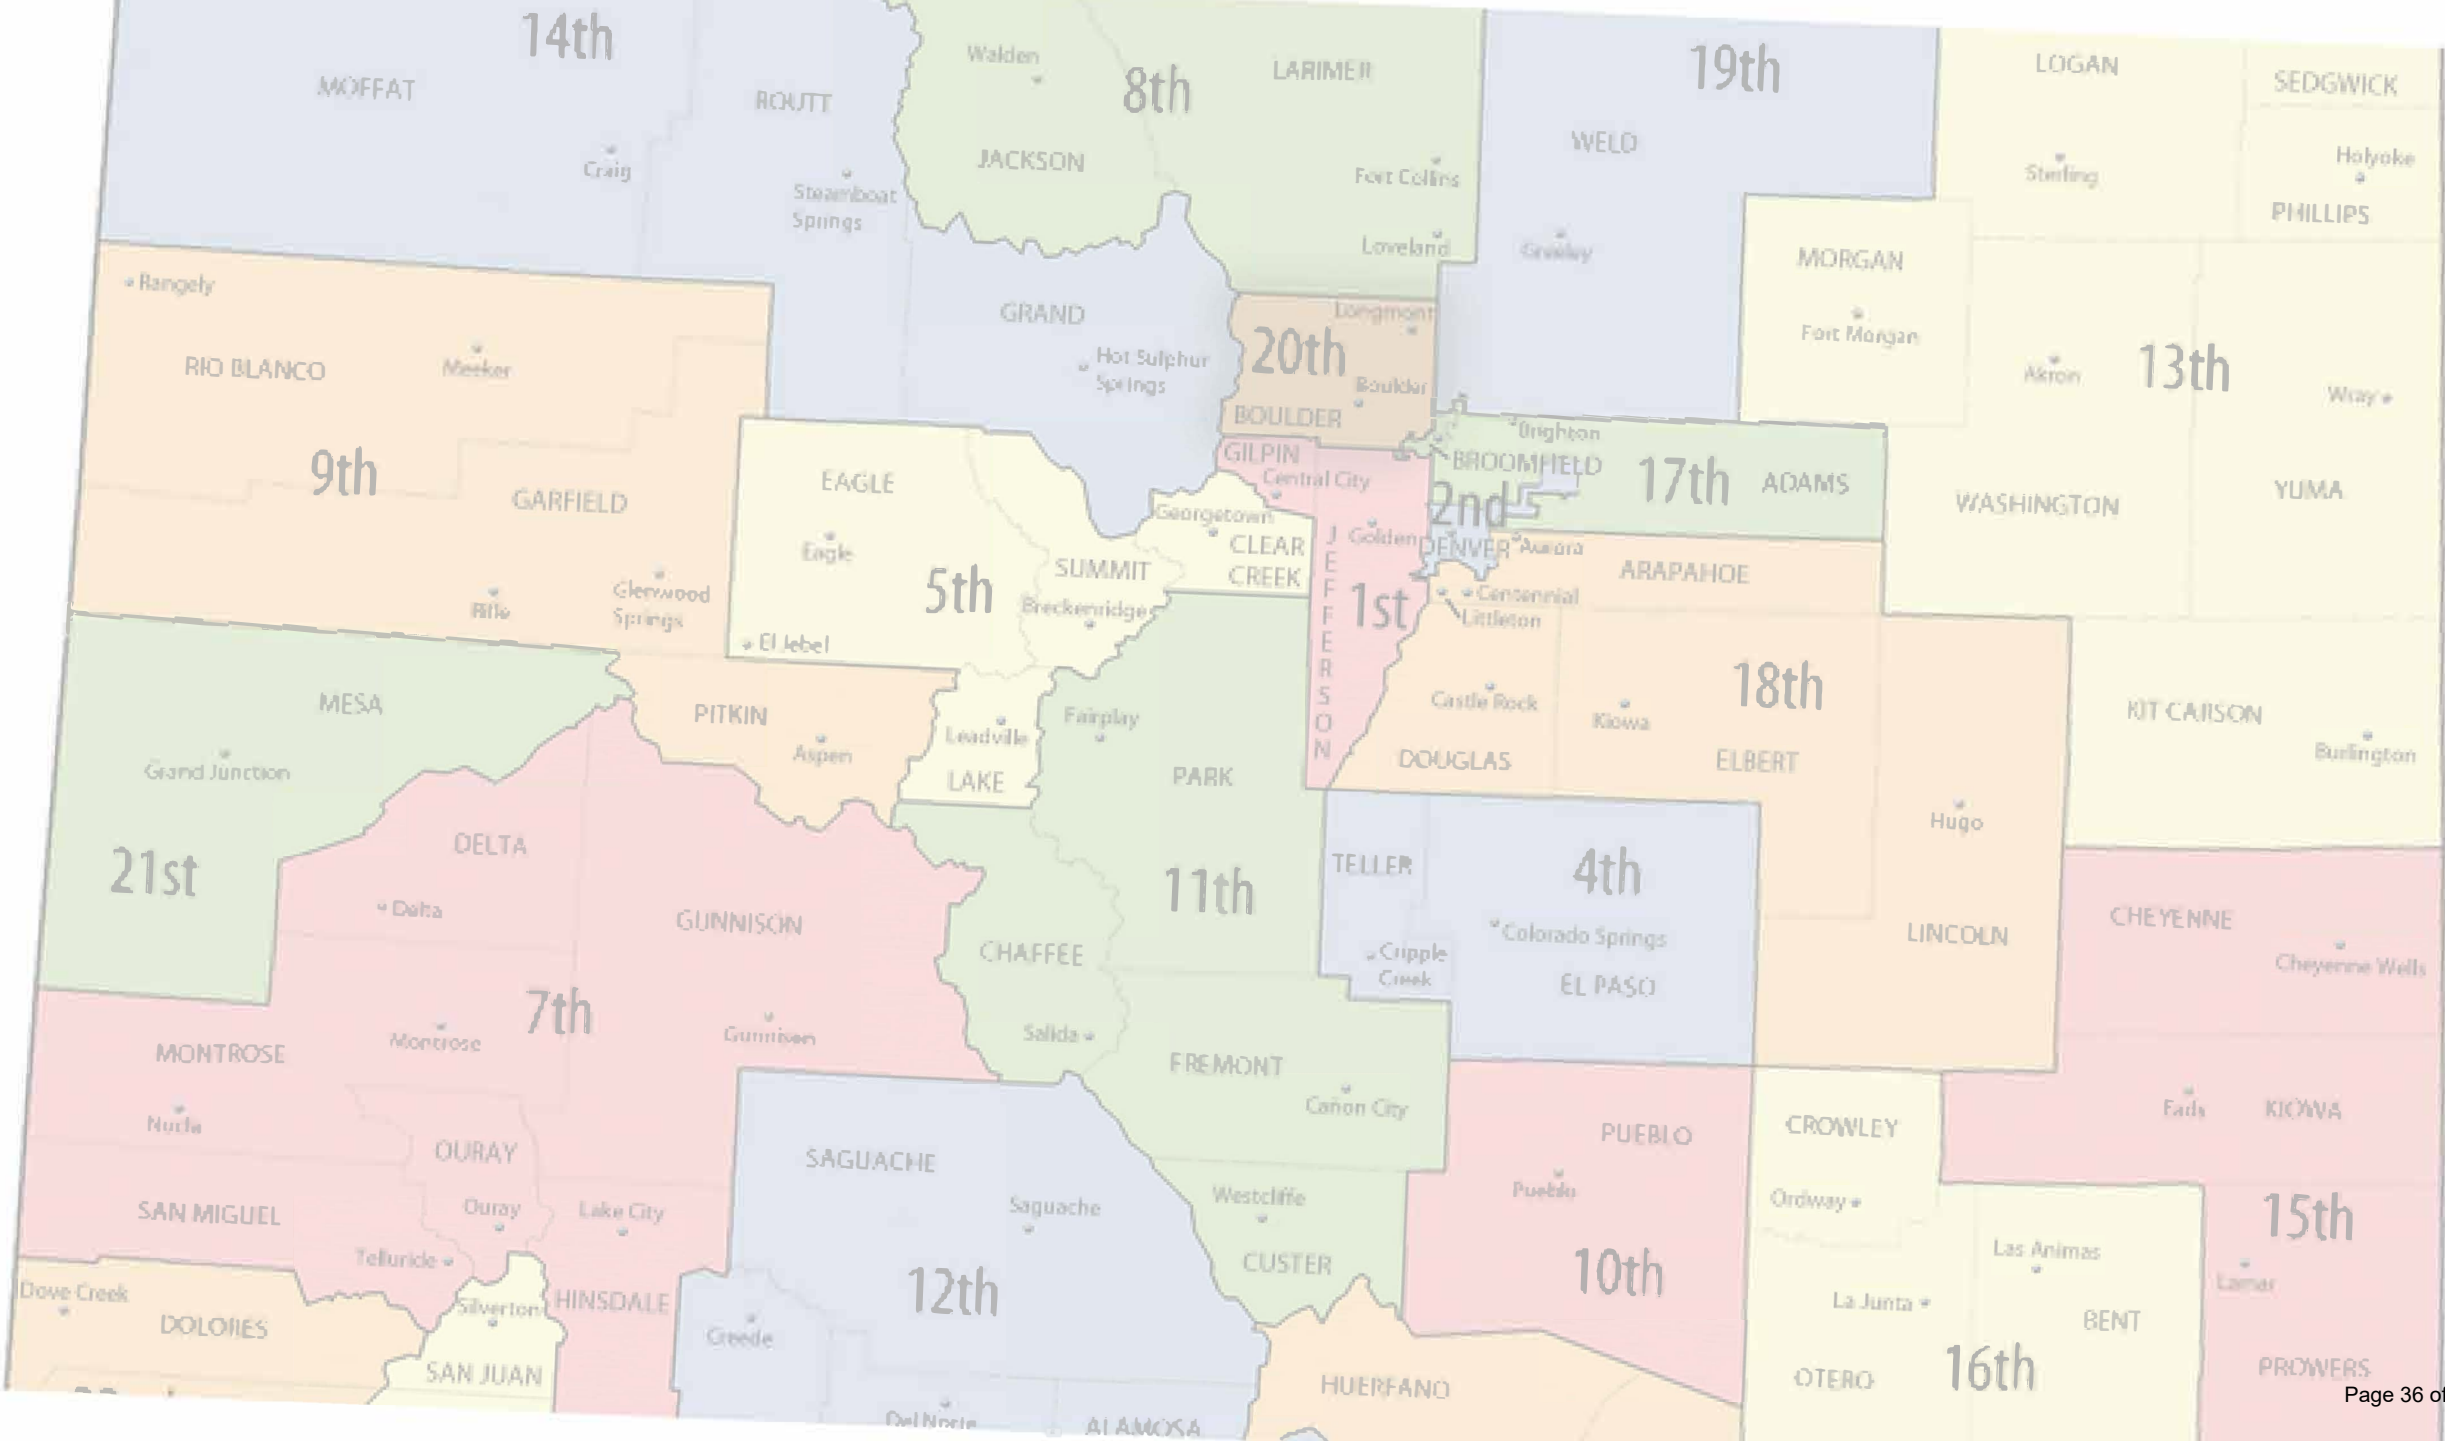 14th
8th
19th
LOGAN
SEDGWICK
Walden
LARIMER
MOFFAT
ROUTT
WELD
Holyoke
JACKSON
Craig
Fort Collins
Sterling
Steamboat
Springs
PHILLIPS
Loveland
Greeley
MORGAN
Rangely
GRAND
Longmont
Fort Morgan
20th
Hot Sulphur
Springs
RIO BLANCO
Meeker
Akron
13th
Boulder
Wray
BOULDER
Brighton
GILPIN
BROOMFIELD
9th
EAGLE
Central City
17th
ADAMS
GARFIELD
2nd
WASHINGTON
YUMA
Georgetown
Golden
Eagle
CLEAR
CREEK
DENVER
Aurora
SUMMIT
ARAPAHOE
JEFFERSON
5th
1st
Centennial
Rifle
Glenwood
Springs
Breckenridge
Littleton
El Jebel
18th
MESA
PITKIN
Fairplay
Castle Rock
Kiowa
KIT CARSON
Leadville
Aspen
Grand Junction
Burlington
LAKE
PARK
DOUGLAS
ELBERT
Hugo
DELTA
21st
TELLER
4th
11th
Delta
GUNNISON
CHEYENNE
LINCOLN
Colorado Springs
CHAFFEE
Cripple
Creek
Cheyenne Wells
EL PASO
7th
Montrose
Gunnison
Salida
MONTROSE
FREMONT
Cañon City
Eads
KIOWA
Nucla
CROWLEY
PUEBLO
OURAY
SAGUACHE
Pueblo
Westcliffe
Ordway
Ouray
Lake City
Saguache
SAN MIGUEL
15th
Telluride
Las Animas
CUSTER
10th
Lamar
12th
Dove Creek
Silverton
HINSDALE
La Junta
DOLORES
Creede
BENT
SAN JUAN
16th
HUERFANO
OTERO
PROWERS
Page 36 of
Del Norte
ALAMOSA